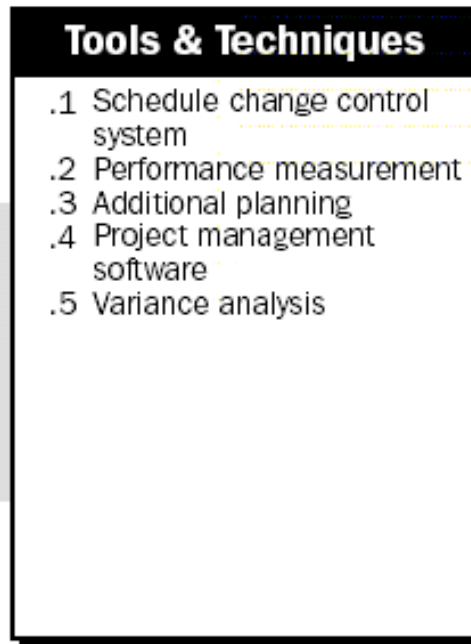 Tools & Techniques
.1 Schedule change control
system
.2 Performance measurement
.3 Additional planning
.4 Project management
software
.5 Variance analysis